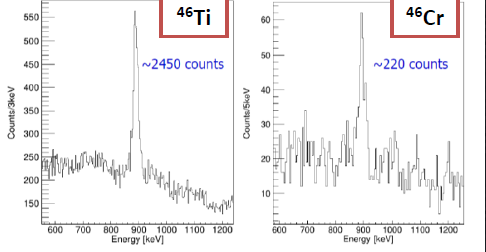 46Ti
~2450 counts
Counts/3keV
550
500
450
400
350
300
250
200
150
600 700 800 900 1000 1100 1200
Energy [keV]
46Cr
~220 counts
Counts/5keV
60
50
40
30
20
10
600 700 800 900 1000 1100 1200
Energy [keV]